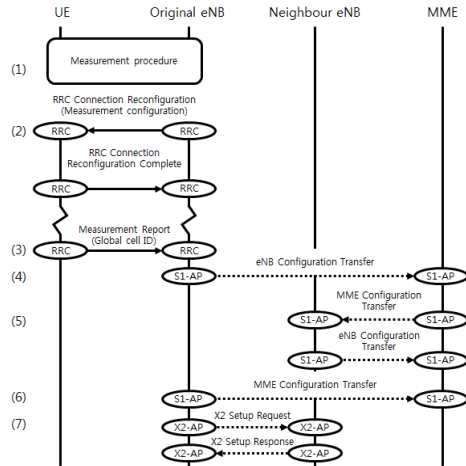 UE Original eNB Neighbour eNB MME
(1) Measurement procedure
RRC Connection Reconfiguration
(Measurement configuration)
(2) RRC RRC
RRC Connection
Reconfiguration Complete
RRC RRC
Measurement Report
(Global cell ID)
(3) RRC RRC
eNB Configuration Transfer
(4) S1-AP S1-AP
MME Configuration
Transfer
(5) S1-AP S1-AP
eNB Configuration
Transfer
S1-AP S1-AP
MME Configuration Transfer
(6) S1-AP S1-AP
X2 Setup Request
(7) X2-AP X2-AP
X2 Setup Response
X2-AP X2-AP